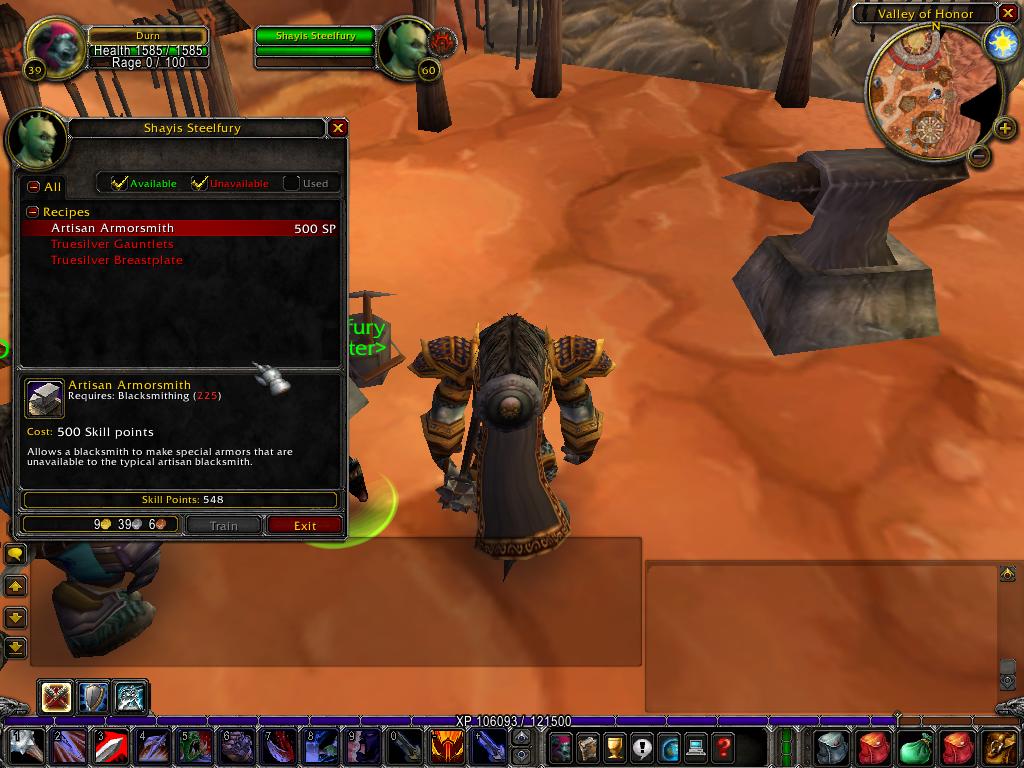 Durn
Health 1585 / 1585
Rage 0 / 100
39
Shayis Steelfury
60
Valley of Honor
N
Shayis Steelfury
All
Available
Unavailable
Used
Recipes
Artisan Armorsmith 500 SP
Truesilver Gauntlets
Truesilver Breastplate
fury
ter>
Artisan Armorsmith
Requires: Blacksmithing (225)
Cost: 500 Skill points
Allows a blacksmith to make special armors that are
unavailable to the typical artisan blacksmith.
Skill Points: 548
9 39 6
Train
Exit
XP 106093 / 121500
1 2 3 4 5 6 7 8 9 0